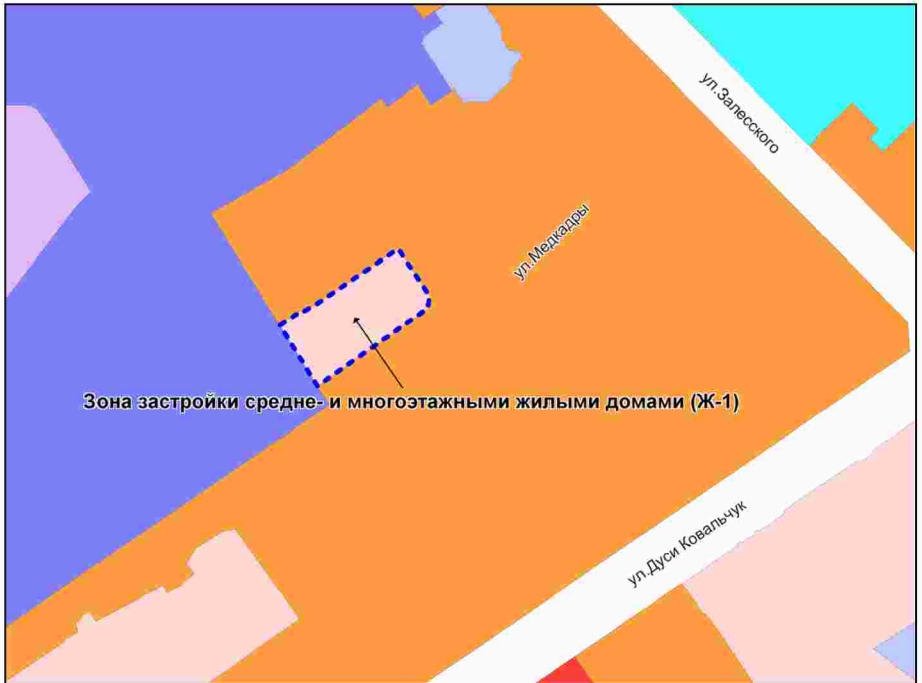 ул.Залесского
ул.Медкадры
Зона застройки средне- и многоэтажными жилыми домами (Ж-1)
ул.Дуси Ковальчук